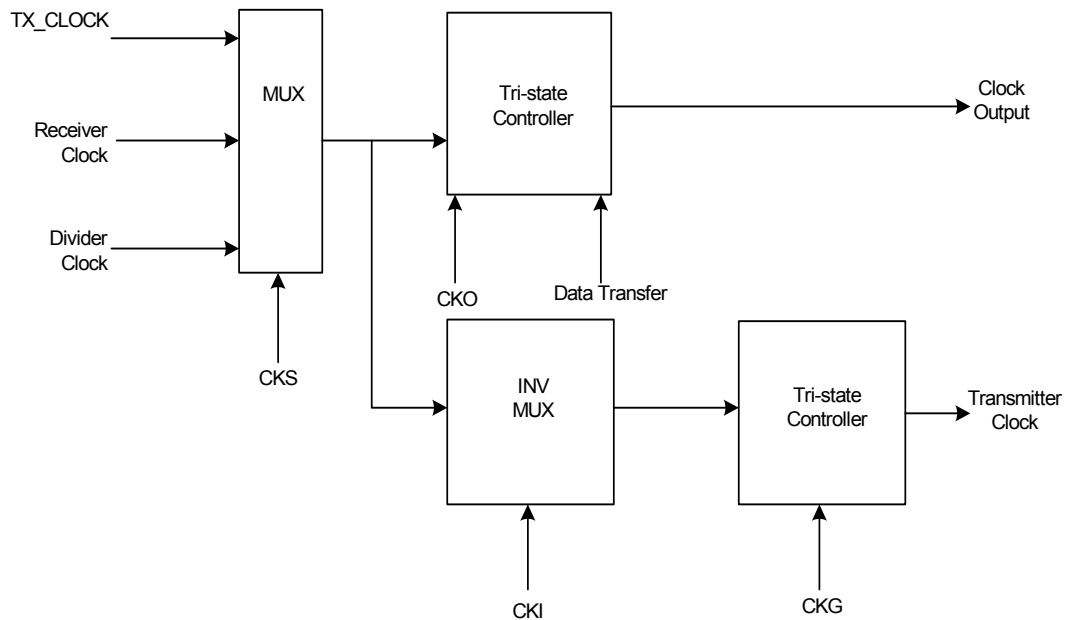 TX_CLOCK
MUX
Receiver
Clock
Divider
Clock
CKS
Tri-state
Controller
Clock
Output
CKO
Data Transfer
INV
MUX
Tri-state
Controller
Transmitter
Clock
CKI
CKG